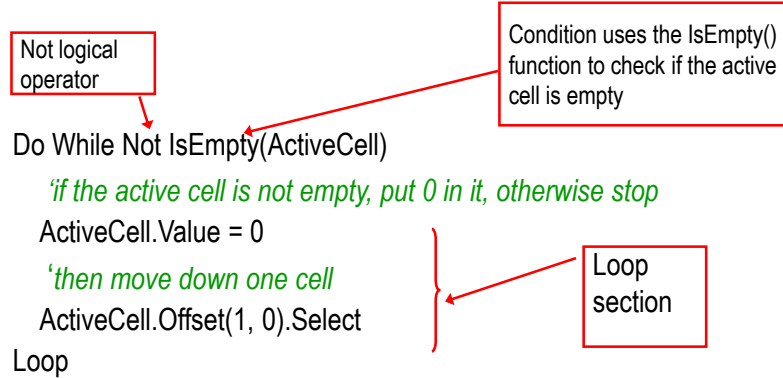 Not logical
operator
Condition uses the IsEmpty()
function to check if the active
cell is empty
Do While Not IsEmpty(ActiveCell)
‘if the active cell is not empty, put 0 in it, otherwise stop
ActiveCell.Value = 0
‘then move down one cell
ActiveCell.Offset(1, 0).Select
Loop
Loop
section